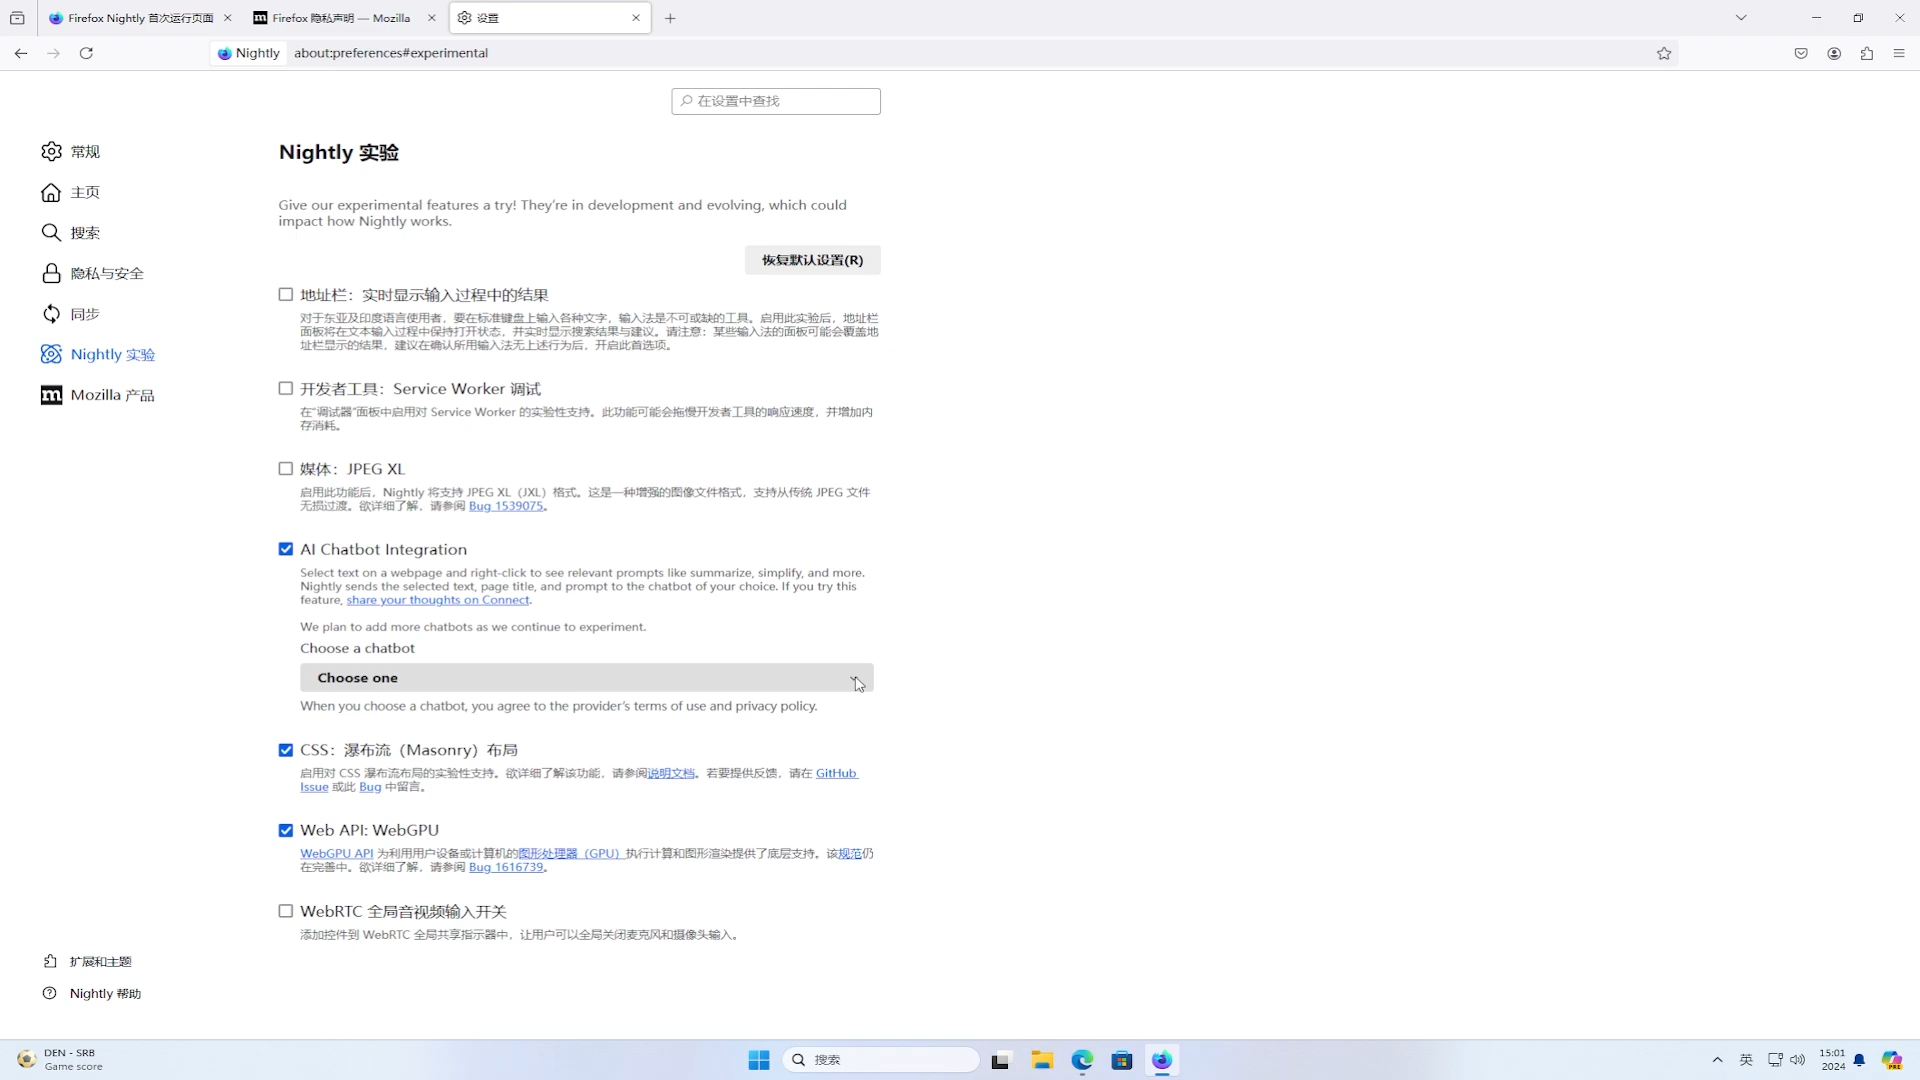 Firefox Nightly 首次运行页面
Firefox 隐私声明 — Mozilla
设置
Nightly
about:preferences#experimental
在设置中查找
常规
主页
搜索
隐私与安全
同步
Nightly 实验
Mozilla 产品
Nightly 实验
Give our experimental features a try! They're in development and evolving, which could
impact how Nightly works.
恢复默认设置(R)
地址栏：实时显示输入过程中的结果
对于东亚及印度语言使用者，要在标准键盘上输入各种文字，输入法是不可或缺的工具。启用此实验后，地址栏
面板将在文本输入过程中保持打开状态，并实时显示搜索结果与建议。请注意：某些输入法的面板可能会覆盖地
址栏显示的结果，建议在确认所用输入法无上述行为后，开启此首选项。
开发者工具：Service Worker 调试
在"调试器"面板中启用对 Service Worker 的实验性支持。此功能可能会拖慢开发者工具的响应速度，并增加内
存消耗。
媒体：JPEG XL
启用此功能后，Nightly 将支持 JPEG XL（JXL）格式。这是一种增强的图像文件格式，支持从传统 JPEG 文件
无损过渡。欲详细了解，请参阅 Bug 1539075。
AI Chatbot Integration
Select text on a webpage and right-click to see relevant prompts like summarize, simplify, and more.
Nightly sends the selected text, page title, and prompt to the chatbot of your choice. If you try this
feature, share your thoughts on Connect.
We plan to add more chatbots as we continue to experiment.
Choose a chatbot
Choose one
When you choose a chatbot, you agree to the provider's terms of use and privacy policy.
CSS：瀑布流（Masonry）布局
启用对 CSS 瀑布流布局的实验性支持。欲详细了解该功能，请参阅说明文档。若要提供反馈，请在 GitHub
Issue 或此 Bug 中留言。
Web API: WebGPU
WebGPU API 为利用用户设备或计算机的图形处理器（GPU）执行计算和图形渲染提供了底层支持。该规范仍
在完善中。欲详细了解，请参阅 Bug 1616739。
WebRTC 全局音视频输入开关
添加控件到 WebRTC 全局共享指示器中，让用户可以全局关闭麦克风和摄像头输入。
扩展和主题
Nightly 帮助
DEN - SRB
Game score
搜索
英
15:01
2024
PRE